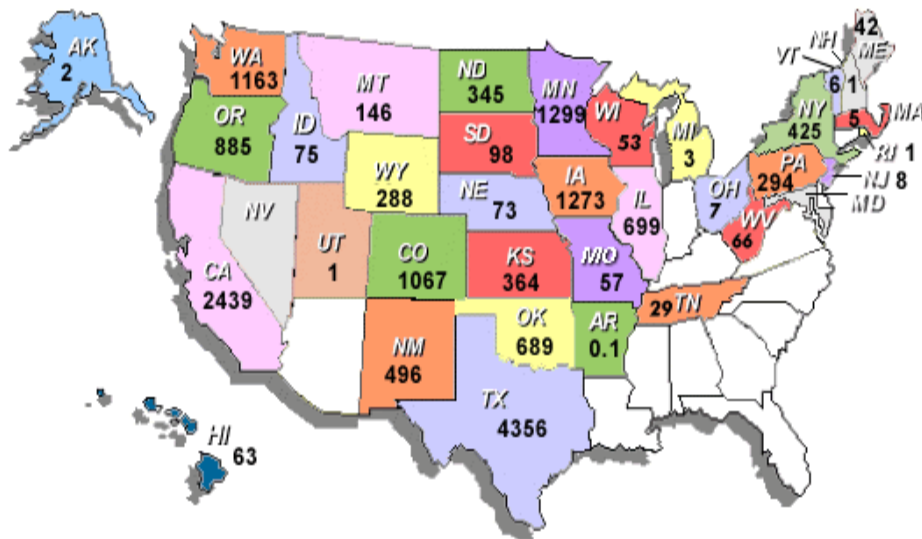 AK
2
WA
1163
OR
885
CA
2439
NV
ID
75
MT
146
WY
288
UT
1
CO
1067
NM
496
ND
345
SD
98
NE
73
KS
364
OK
689
TX
4356
MN
1299
IA
1273
MO
57
AR
0.1
WI
53
IL
699
MI
3
OH
7
TN
29
WV
66
PA
294
NY
425
VT
6
NH
1
ME
42
MA
5
RI 1
NJ 8
MD
HI
63